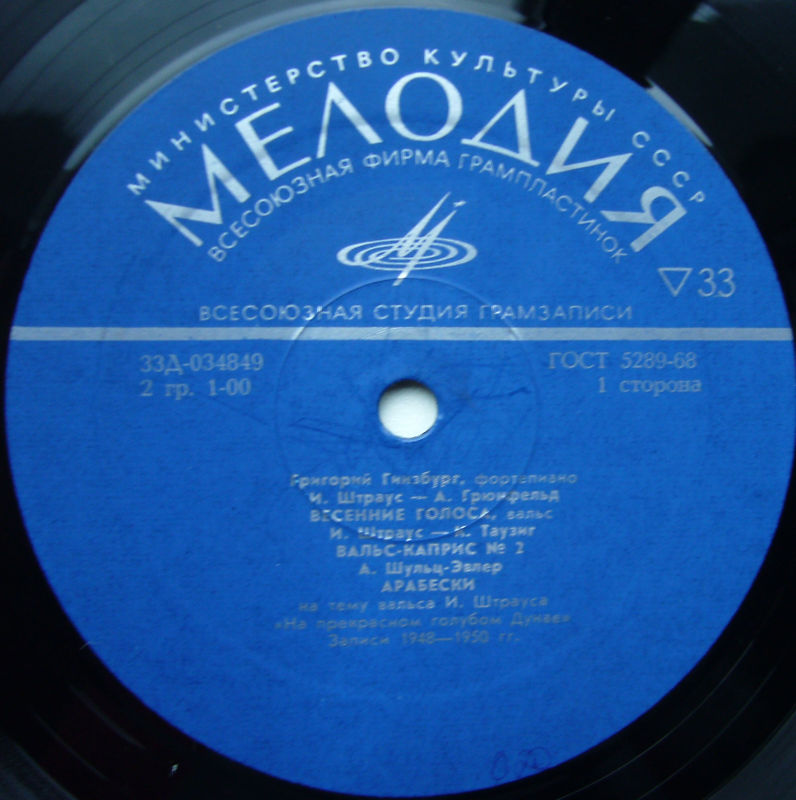 МИНИСТЕРСТВО КУЛЬТУРЫ СССР
МЕЛОДИЯ
ВСЕСОЮЗНАЯ ФИРМА ГРАМПЛАСТИНОК
▽33
ВСЕСОЮЗНАЯ СТУДИЯ ГРАМЗАПИСИ
33Д-034849
ГОСТ 5289-68
2 гр. 1-00
1 сторона
Григорий Гинзбург, фортепиано
И. Штраус — А. Грюнфельд
ВЕСЕННИЕ ГОЛОСА, вальс
И. Штраус — К. Таузиг
ВАЛЬС-КАПРИС № 2
А. Шульц-Эвлер
АРАБЕСКИ
на тему вальса И. Штрауса
«На прекрасном голубом Дунае»
Записи 1948—1950 гг.